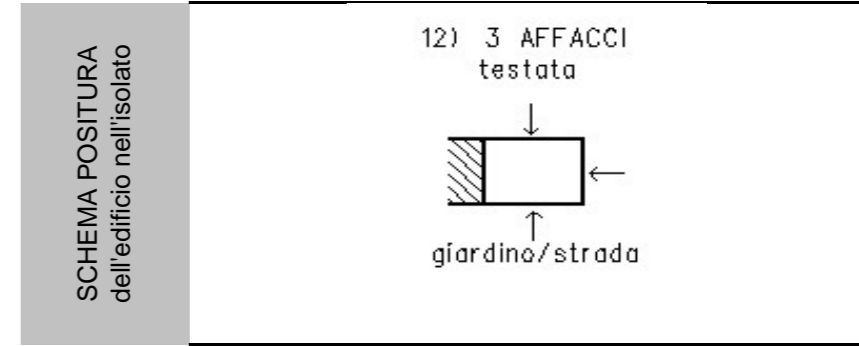 SCHEMA POSITURA
dell'edificio nell'isolato
12) 3 AFFACCI
testata
giardino/strada